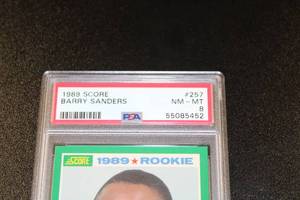 1989 SCORE #257
BARRY SANDERS NM - MT
8
PSA 55085452
SCORE 1989 ★ ROOKIE